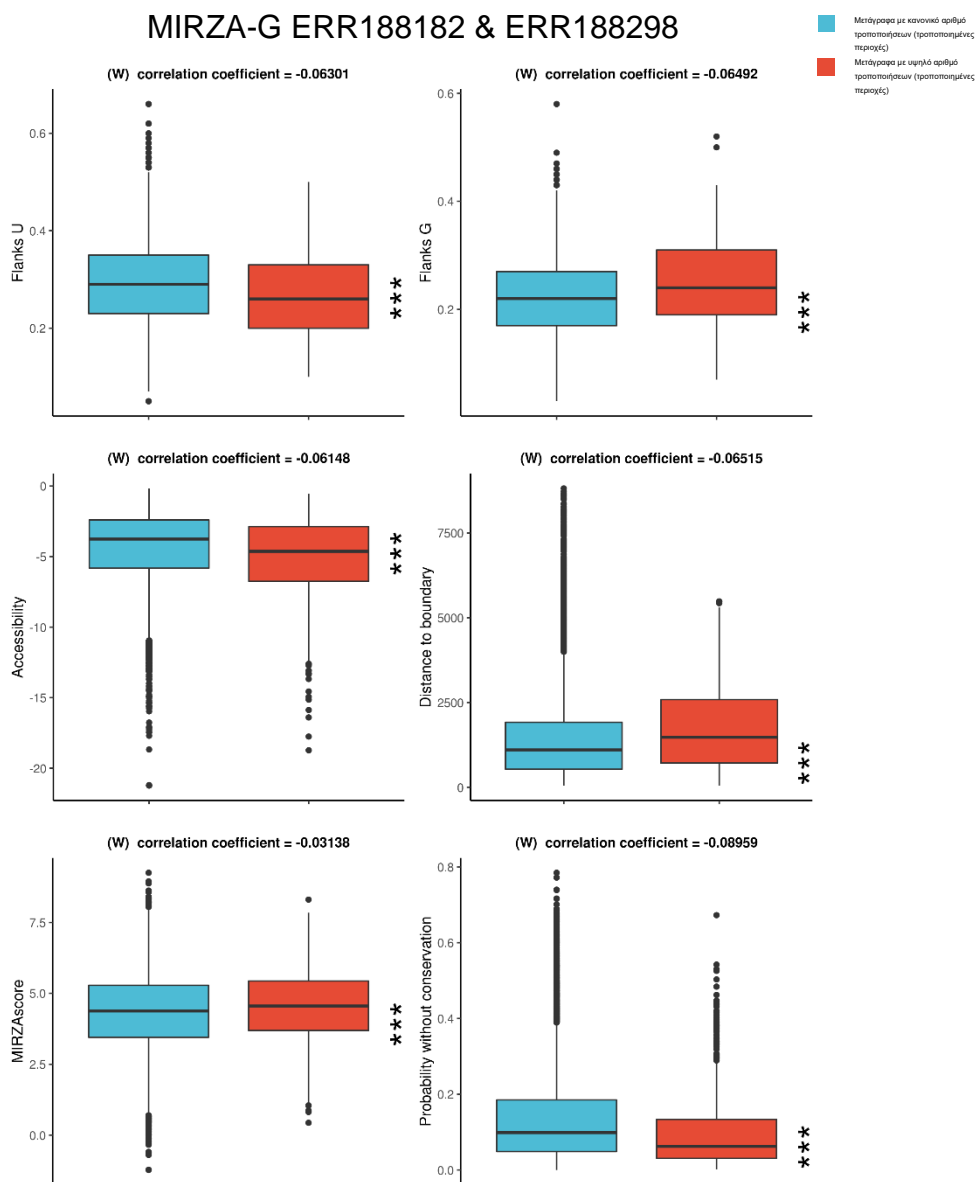 MIRZA-G ERR188182 & ERR188298
Μετάγραφα με κανονικό αριθμό
τροποποιήσεων (τροποποιημένες
περιοχές)
Μετάγραφα με υψηλό αριθμό
τροποποιήσεων (τροποποιημένες
περιοχές)
(W) correlation coefficient = -0.06301
Flanks U
0.6
0.4
0.2
***
(W) correlation coefficient = -0.06492
Flanks G
0.6
0.4
0.2
***
(W) correlation coefficient = -0.06148
Accessibility
0
-5
-10
-15
-20
***
(W) correlation coefficient = -0.06515
Distance to boundary
7500
5000
2500
0
***
(W) correlation coefficient = -0.03138
MIRZAscore
7.5
5.0
2.5
0.0
***
(W) correlation coefficient = -0.08959
Probability without conservation
0.8
0.6
0.4
0.2
0.0
***